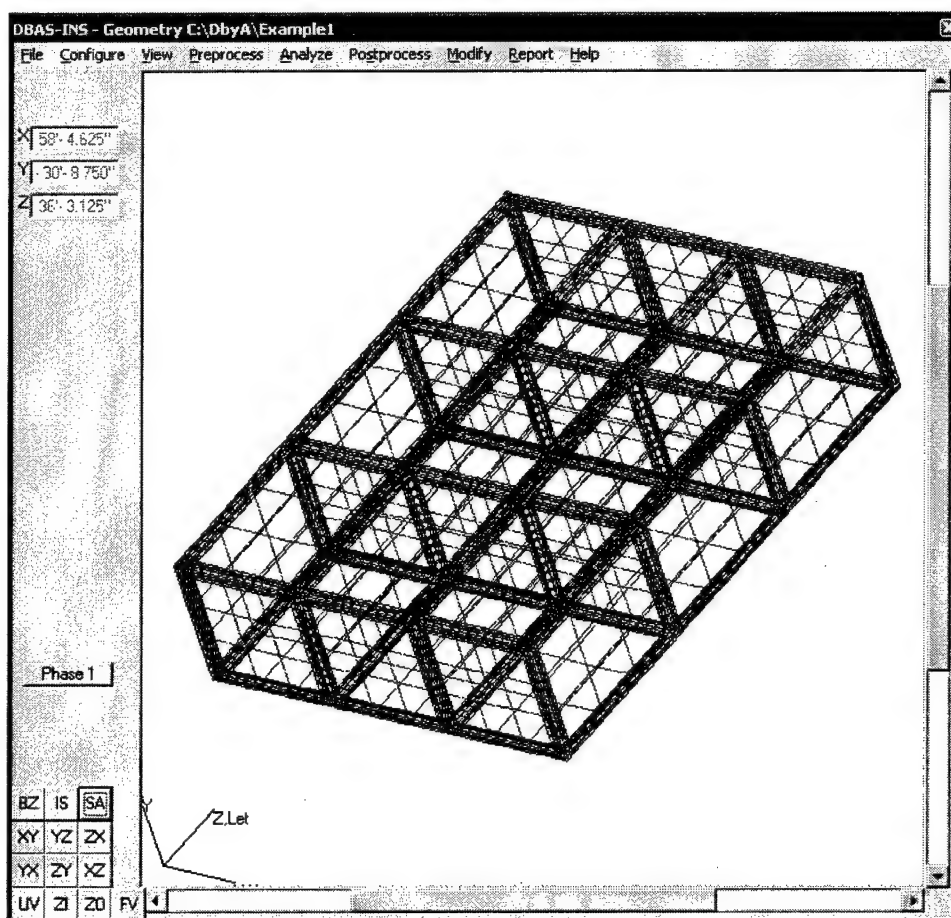 DBAS-INS - Geometry C:\DbyA\Example1
File Configure View Preprocess Analyze Postprocess Modify Report Help
X 58'- 4.625"
Y - 30'- 8.750"
Z 36'- 3.125"
Phase 1
BZ IS SA
XY YZ ZX
YX ZY XZ
UV ZI ZO FV
Z,Let